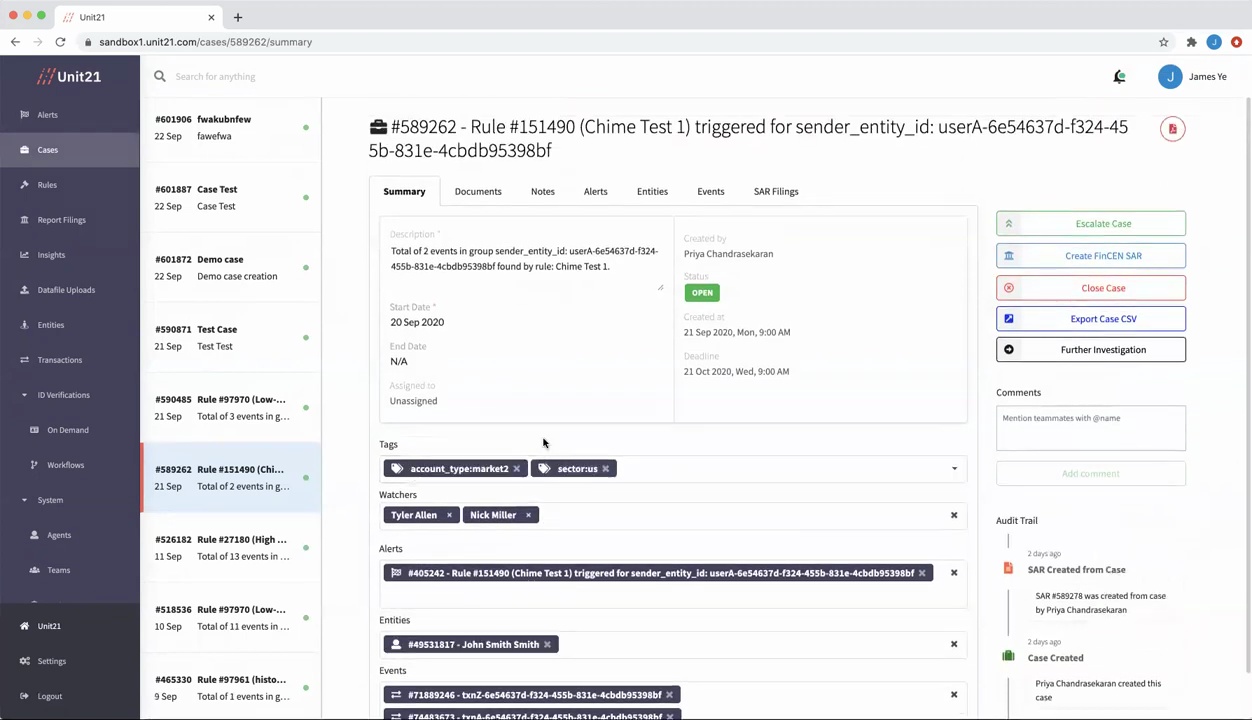 Unit21
sandbox1.unit21.com/cases/589262/summary
J
Unit21
Search for anything
J
James Ye
Alerts
Cases
Rules
Report Filings
Insights
Datafile Uploads
Entities
Transactions
ID Verifications
On Demand
Workflows
System
Agents
Teams
Unit21
Settings
Logout
#601906 fwakubnfew
22 Sep fawefwa
#601887 Case Test
22 Sep Case Test
#601872 Demo case
22 Sep Demo case creation
#590871 Test Case
21 Sep Test Test
#590485 Rule #97970 (Low-...
21 Sep Total of 3 events in g...
#589262 Rule #151490 (Chi...
21 Sep Total of 2 events in g...
#526182 Rule #27180 (High ...
11 Sep Total of 13 events in ...
#518536 Rule #97970 (Low-...
10 Sep Total of 11 events in ...
#465330 Rule #97961 (histo...
9 Sep Total of 1 events in g...
#589262 - Rule #151490 (Chime Test 1) triggered for sender_entity_id: userA-6e54637d-f324-45
5b-831e-4cbdb95398bf
Summary Documents Notes Alerts Entities Events SAR Filings
Description *
Total of 2 events in group sender_entity_id: userA-6e54637d-f324-
455b-831e-4cbdb95398bf found by rule: Chime Test 1.
Start Date *
20 Sep 2020
End Date
N/A
Assigned to
Unassigned
Created by
Priya Chandrasekaran
Status
OPEN
Created at
21 Sep 2020, Mon, 9:00 AM
Deadline
21 Oct 2020, Wed, 9:00 AM
Tags
account_type:market2 × sector:us ×
Watchers
Tyler Allen × Nick Miller ×
Alerts
#405242 - Rule #151490 (Chime Test 1) triggered for sender_entity_id: userA-6e54637d-f324-455b-831e-4cbdb95398bf ×
Entities
#49531817 - John Smith Smith ×
Events
#71889246 - txnZ-6e54637d-f324-455b-831e-4cbdb95398bf ×
#74483673 - txnA-6e54637d-f324-455b-831e-4cbdb95398bf ×
Escalate Case
Create FinCEN SAR
Close Case
Export Case CSV
Further Investigation
Comments
Mention teammates with @name
Add comment
Audit Trail
2 days ago
SAR Created from Case
SAR #589278 was created from case
by Priya Chandrasekaran
2 days ago
Case Created
Priya Chandrasekaran created this
case